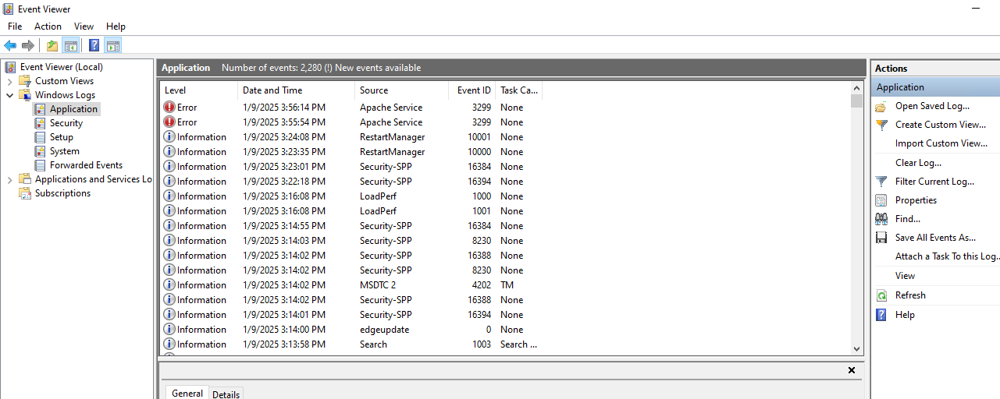 Event Viewer
File Action View Help
Event Viewer (Local)
Custom Views
Windows Logs
Application
Security
Setup
System
Forwarded Events
Applications and Services Lo
Subscriptions
Application Number of events: 2,280 (!) New events available
Level Date and Time Source Event ID Task Ca...
Error 1/9/2025 3:56:14 PM Apache Service 3299 None
Error 1/9/2025 3:55:54 PM Apache Service 3299 None
Information 1/9/2025 3:24:08 PM RestartManager 10001 None
Information 1/9/2025 3:23:35 PM RestartManager 10000 None
Information 1/9/2025 3:23:01 PM Security-SPP 16384 None
Information 1/9/2025 3:22:18 PM Security-SPP 16394 None
Information 1/9/2025 3:16:08 PM LoadPerf 1000 None
Information 1/9/2025 3:16:08 PM LoadPerf 1001 None
Information 1/9/2025 3:14:55 PM Security-SPP 16384 None
Information 1/9/2025 3:14:03 PM Security-SPP 8230 None
Information 1/9/2025 3:14:02 PM Security-SPP 16388 None
Information 1/9/2025 3:14:02 PM Security-SPP 8230 None
Information 1/9/2025 3:14:02 PM MSDTC 2 4202 TM
Information 1/9/2025 3:14:02 PM Security-SPP 16388 None
Information 1/9/2025 3:14:01 PM Security-SPP 16394 None
Information 1/9/2025 3:14:00 PM edgeupdate 0 None
Information 1/9/2025 3:13:58 PM Search 1003 Search ...
General Details
Actions
Application
Open Saved Log...
Create Custom View...
Import Custom View...
Clear Log...
Filter Current Log...
Properties
Find...
Save All Events As...
Attach a Task To this Log...
View
Refresh
Help